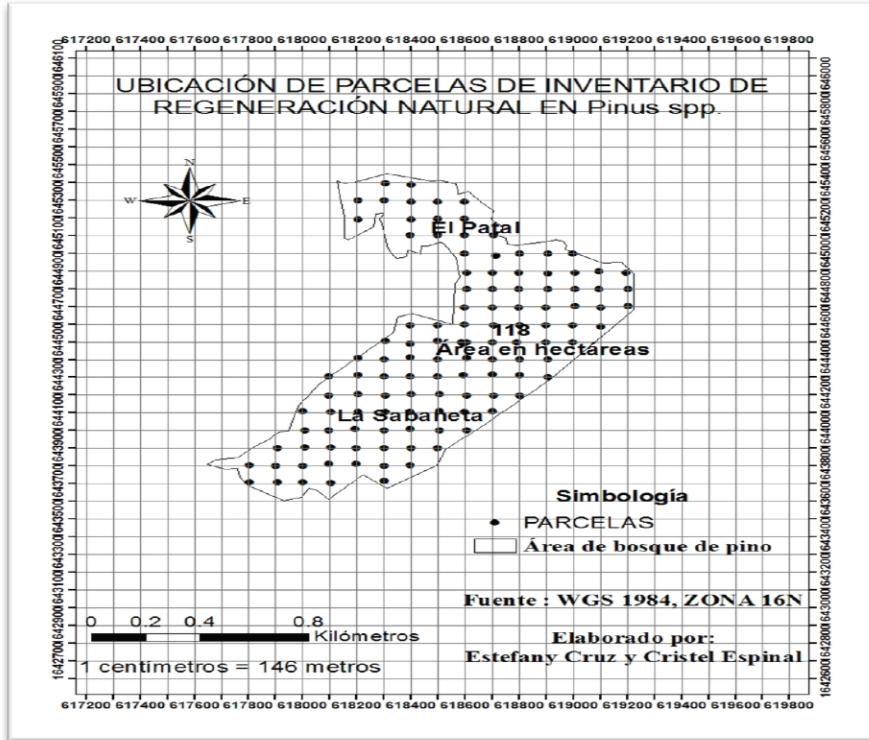 617200 617400 617600 617800 618000 618200 618400 618600 618800 619000 619200 619400 619600 619800
UBICACIÓN DE PARCELAS DE INVENTARIO DE
REGENERACIÓN NATURAL EN Pinus spp.
N
W
E
S
El Patal
118
Área en hectáreas
La Sabaneta
Simbología
PARCELAS
Área de bosque de pino
Fuente : WGS 1984, ZONA 16N
0 0.2 0.4 0.8
Kilómetros
1 centímetros = 146 metros
Elaborado por:
Estefany Cruz y Cristel Espinal
617200 617400 617600 617800 618000 618200 618400 618600 618800 619000 619200 619400 619600 619800